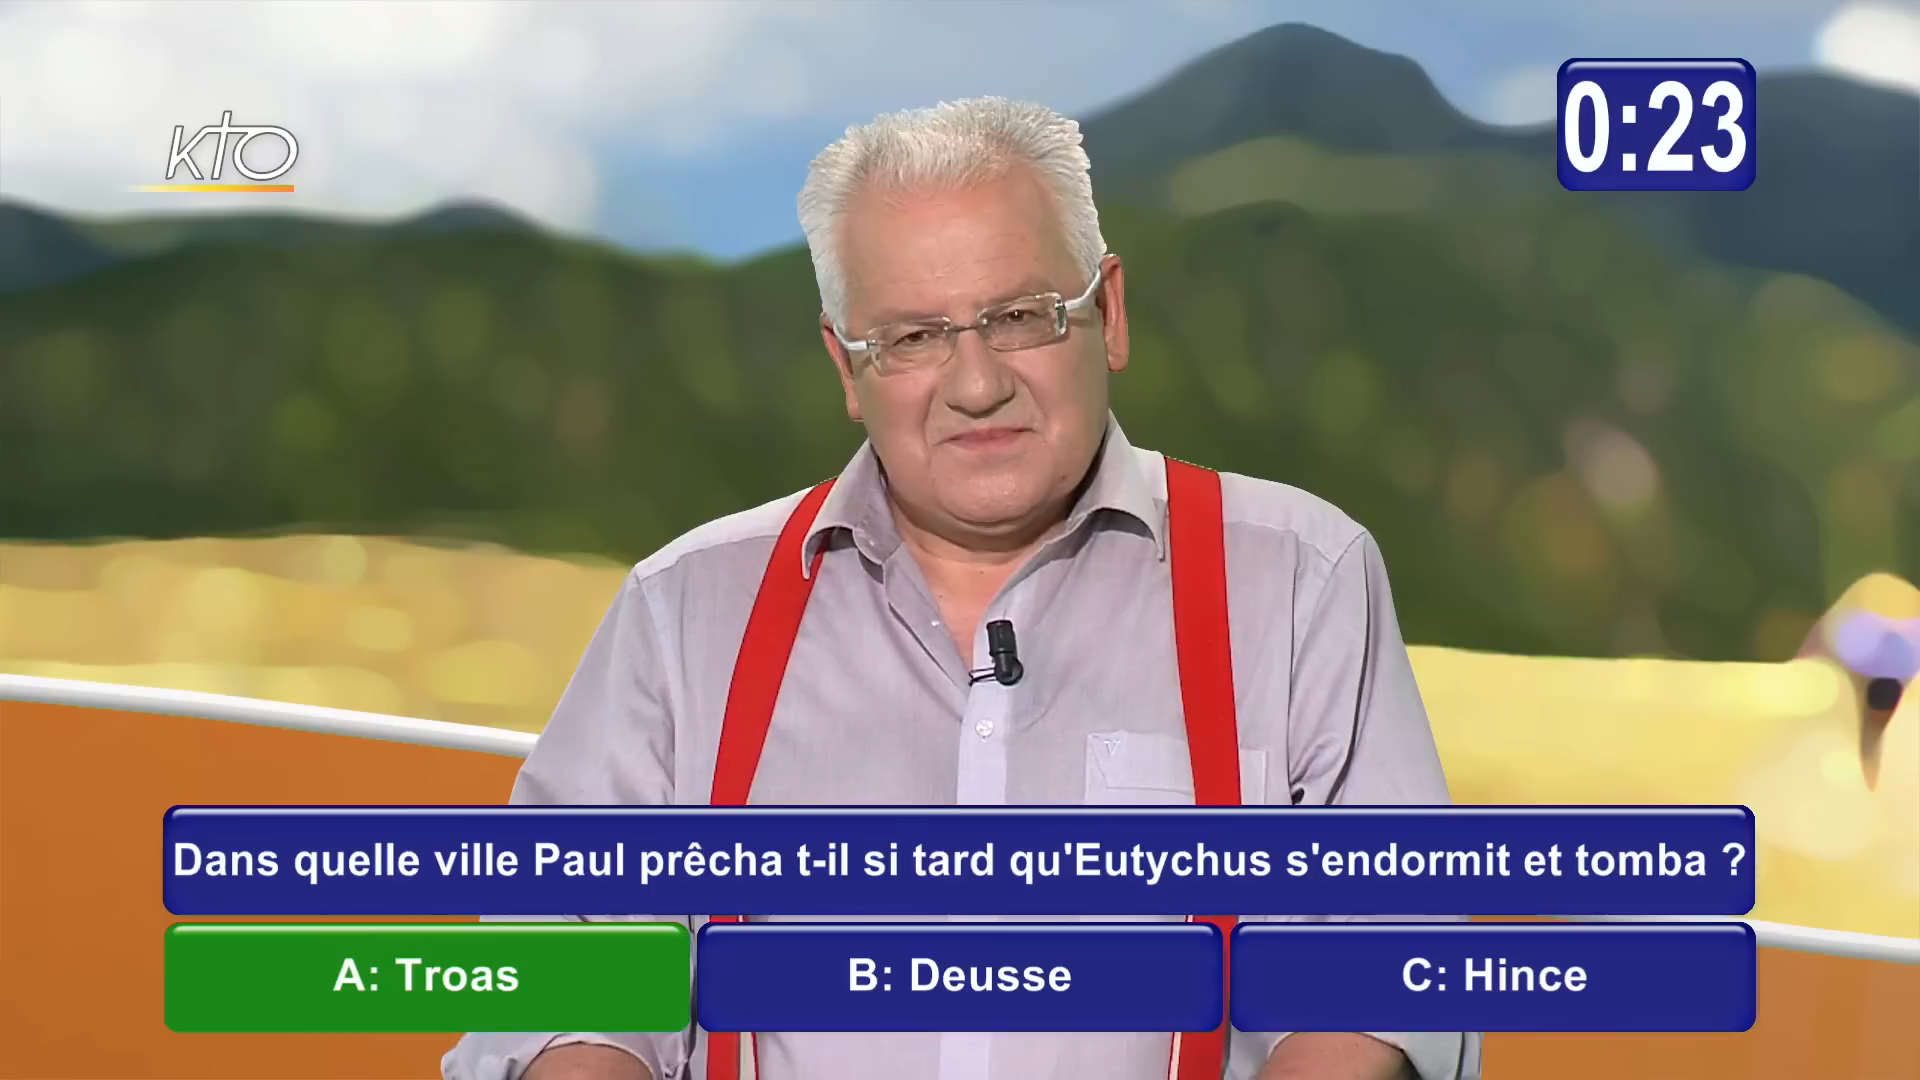 KTO
0:23
Dans quelle ville Paul prêcha t-il si tard qu'Eutychus s'endormit et tomba ?
A: Troas
B: Deusse
C: Hince
V